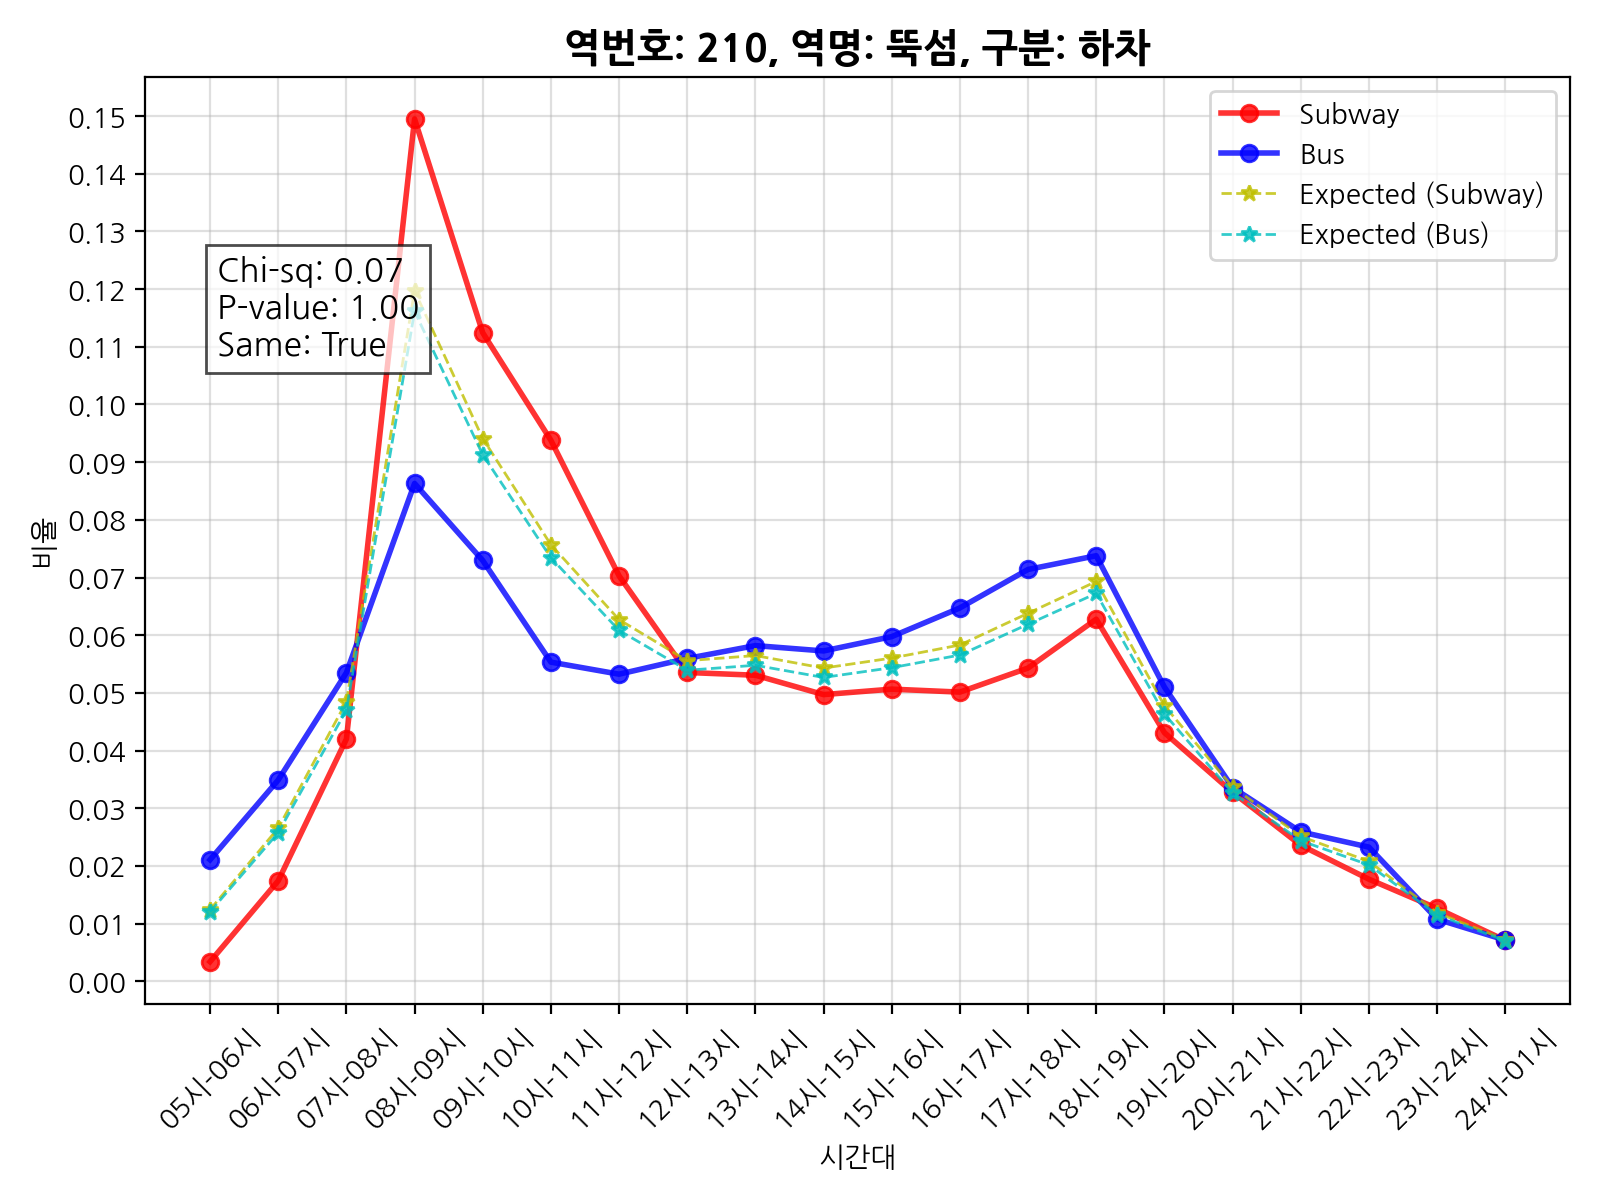 역번호: 210, 역명: 뚝섬, 구분: 하차
Subway
Bus
Expected (Subway)
Expected (Bus)
Chi-sq: 0.07
P-value: 1.00
Same: True
비율
0.15
0.14
0.13
0.12
0.11
0.10
0.09
0.08
0.07
0.06
0.05
0.04
0.03
0.02
0.01
0.00
05시-06시
06시-07시
07시-08시
08시-09시
09시-10시
10시-11시
11시-12시
12시-13시
13시-14시
14시-15시
15시-16시
16시-17시
17시-18시
18시-19시
19시-20시
20시-21시
21시-22시
22시-23시
23시-24시
24시-01시
시간대